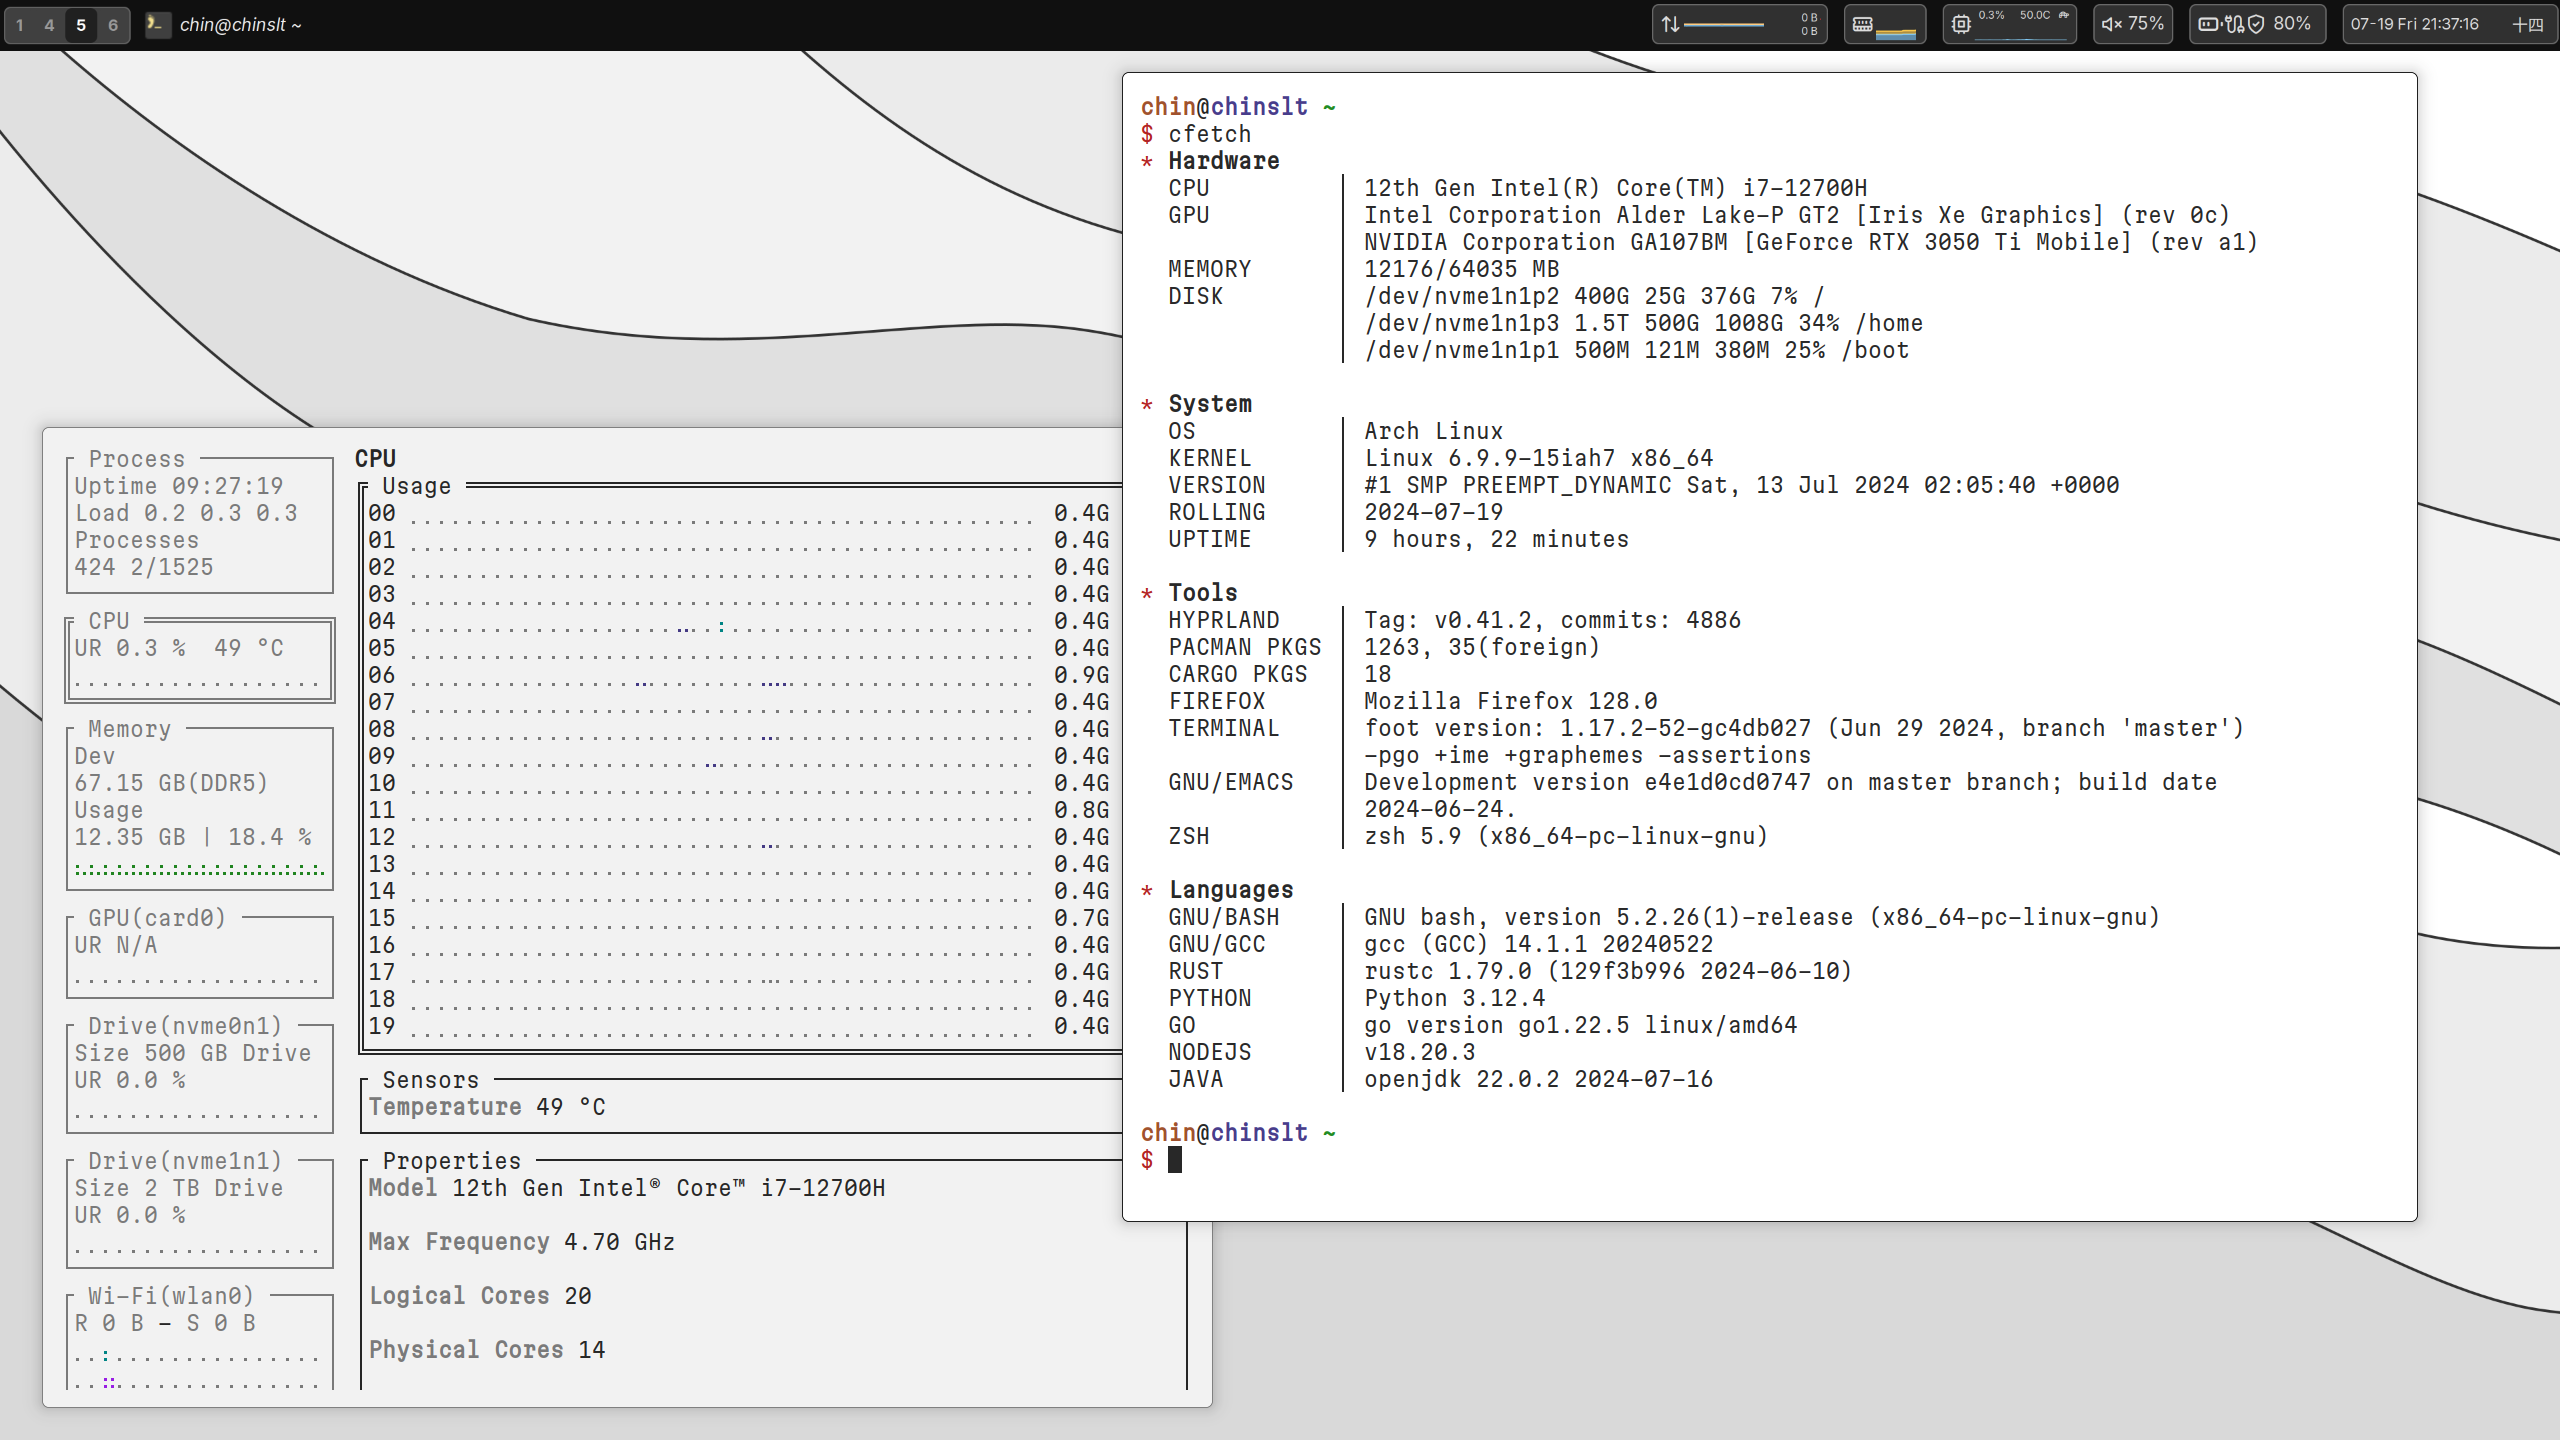 1 4 5 6 chin@chinslt ~
0 B
0 B
0.3% 50.0C
75%
80%
07-19 Fri 21:37:16 十四
Process
Uptime 09:27:19
Load 0.2 0.3 0.3
Processes
424 2/1525
CPU
UR 0.3 % 49 °C
Memory
Dev
67.15 GB(DDR5)
Usage
12.35 GB | 18.4 %
GPU(card0)
UR N/A
Drive(nvme0n1)
Size 500 GB Drive
UR 0.0 %
Drive(nvme1n1)
Size 2 TB Drive
UR 0.0 %
Wi-Fi(wlan0)
R 0 B - S 0 B
CPU
Usage
00 0.4G
01 0.4G
02 0.4G
03 0.4G
04 0.4G
05 0.4G
06 0.9G
07 0.4G
08 0.4G
09 0.4G
10 0.4G
11 0.8G
12 0.4G
13 0.4G
14 0.4G
15 0.7G
16 0.4G
17 0.4G
18 0.4G
19 0.4G
Sensors
Temperature 49 °C
Properties
Model 12th Gen Intel® Core™ i7-12700H
Max Frequency 4.70 GHz
Logical Cores 20
Physical Cores 14
chin@chinslt ~
$ cfetch
* Hardware
CPU | 12th Gen Intel(R) Core(TM) i7-12700H
GPU | Intel Corporation Alder Lake-P GT2 [Iris Xe Graphics] (rev 0c)
| NVIDIA Corporation GA107BM [GeForce RTX 3050 Ti Mobile] (rev a1)
MEMORY | 12176/64035 MB
DISK | /dev/nvme1n1p2 400G 25G 376G 7% /
| /dev/nvme1n1p3 1.5T 500G 1008G 34% /home
| /dev/nvme1n1p1 500M 121M 380M 25% /boot
* System
OS | Arch Linux
KERNEL | Linux 6.9.9-15iah7 x86_64
VERSION | #1 SMP PREEMPT_DYNAMIC Sat, 13 Jul 2024 02:05:40 +0000
ROLLING | 2024-07-19
UPTIME | 9 hours, 22 minutes
* Tools
HYPRLAND | Tag: v0.41.2, commits: 4886
PACMAN PKGS | 1263, 35(foreign)
CARGO PKGS | 18
FIREFOX | Mozilla Firefox 128.0
TERMINAL | foot version: 1.17.2-52-gc4db027 (Jun 29 2024, branch 'master')
| -pgo +ime +graphemes -assertions
GNU/EMACS | Development version e4e1d0cd0747 on master branch; build date
| 2024-06-24.
ZSH | zsh 5.9 (x86_64-pc-linux-gnu)
* Languages
GNU/BASH | GNU bash, version 5.2.26(1)-release (x86_64-pc-linux-gnu)
GNU/GCC | gcc (GCC) 14.1.1 20240522
RUST | rustc 1.79.0 (129f3b996 2024-06-10)
PYTHON | Python 3.12.4
GO | go version go1.22.5 linux/amd64
NODEJS | v18.20.3
JAVA | openjdk 22.0.2 2024-07-16
chin@chinslt ~
$